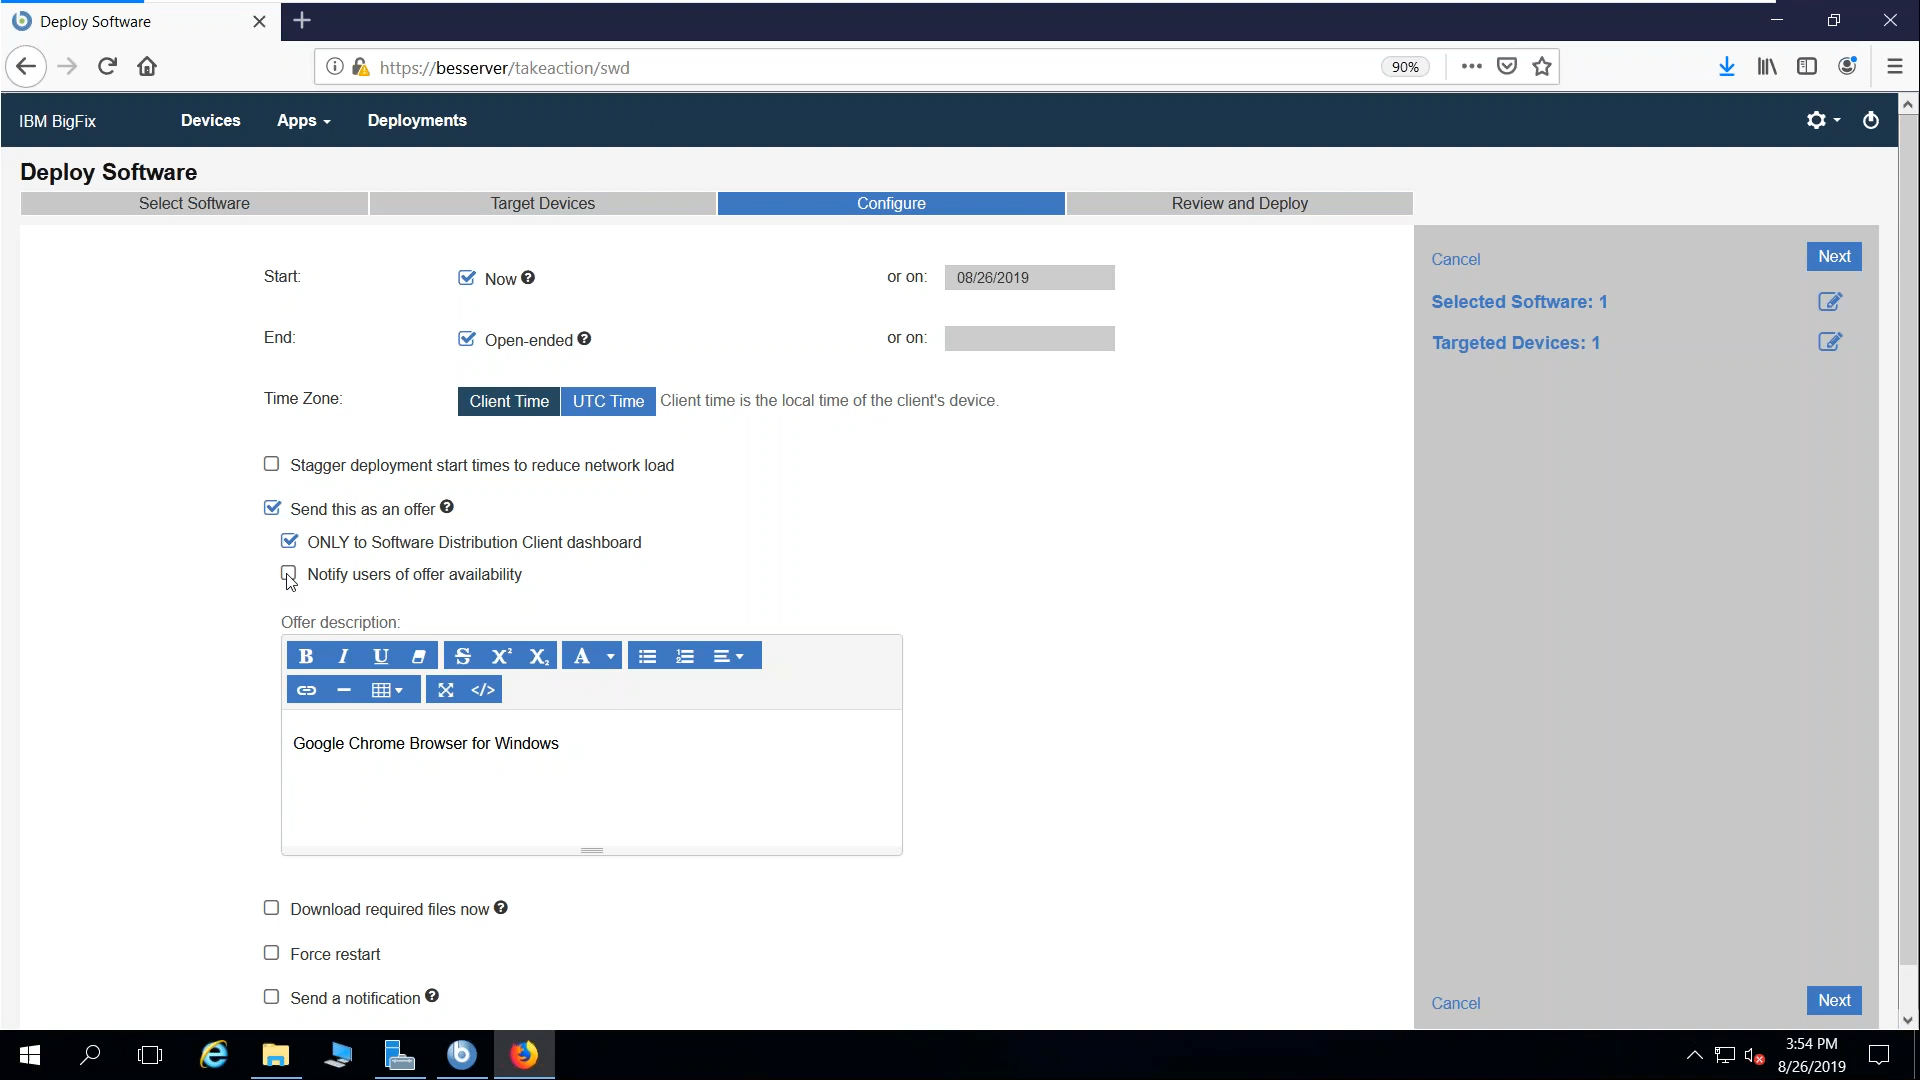 Deploy Software
https://besserver/takeaction/swd
90%
IBM BigFix
Devices
Apps
Deployments
Deploy Software
Select Software
Target Devices
Configure
Review and Deploy
Start:
Now
or on:
08/26/2019
Cancel
Next
Selected Software: 1
End:
Open-ended
or on:
Targeted Devices: 1
Time Zone:
Client Time
UTC Time
Client time is the local time of the client's device.
Stagger deployment start times to reduce network load
Send this as an offer
ONLY to Software Distribution Client dashboard
Notify users of offer availability
Offer description:
Google Chrome Browser for Windows
Download required files now
Force restart
Send a notification
Cancel
Next
3:54 PM
8/26/2019